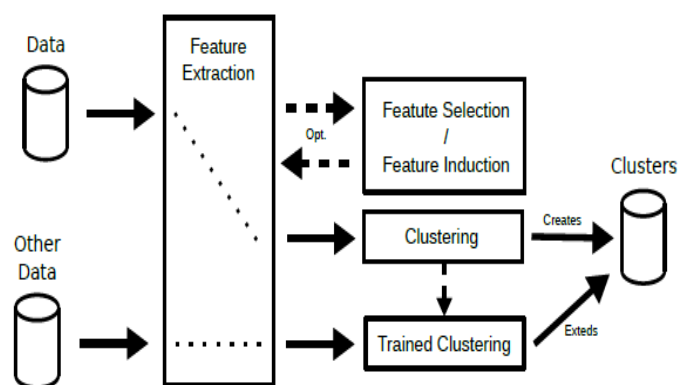 Data
Feature
Extraction
Opt.
Featute Selection
/
Feature Induction
Clusters
Clustering
Creates
Other
Data
Trained Clustering
Exteds